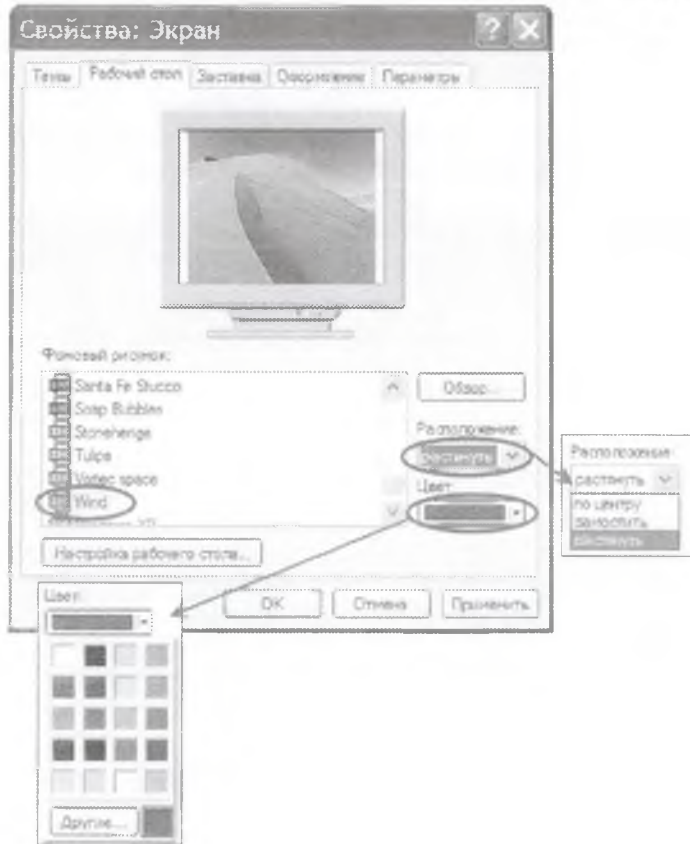 Свойства: Экран
Темы Рабочий стол Заставка Оформление Параметры
Фоновый рисунок:
Santa Fe Stucco
Soap Bubbles
Stonehenge
Tulips
Vortec space
Wind
Обзор...
Расположение:
растянуть
Цвет:
Настройка рабочего стола...
ОК Отмена Применить
Расположение:
растянуть
по центру
замостить
растянуть
Цвет:
Другие...